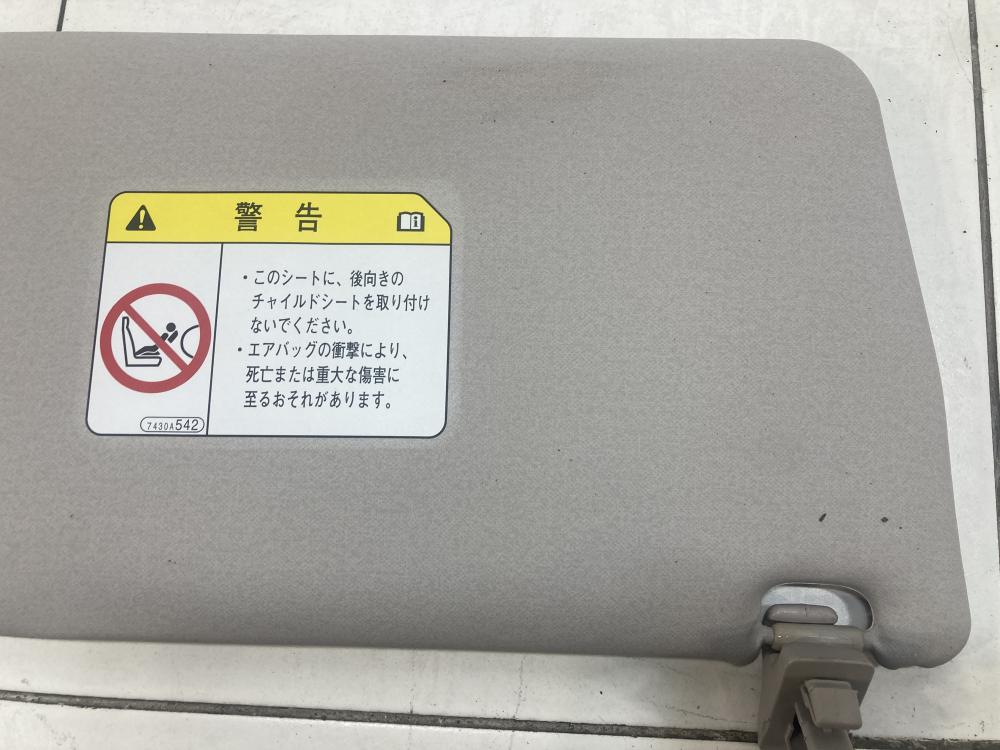 警告
・このシートに、後向きの
チャイルドシートを取り付け
ないでください。
・エアバッグの衝撃により、
死亡または重大な傷害に
至るおそれがあります。
7430A542